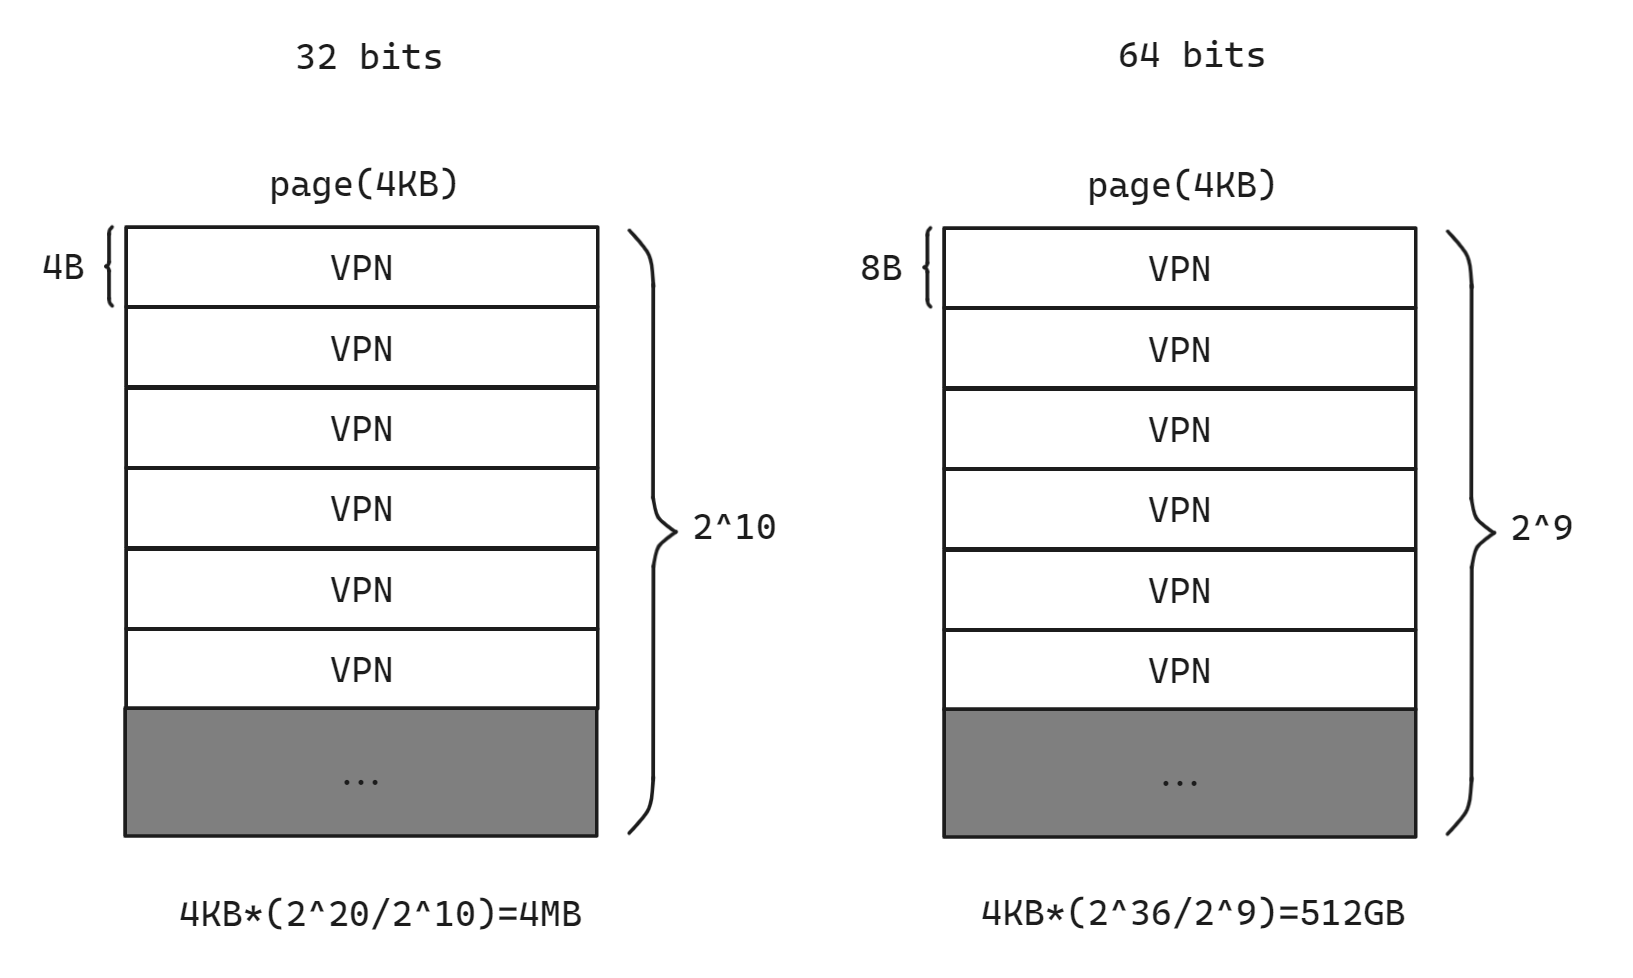 32 bits
page(4KB)
4B
VPN
VPN
VPN
VPN
VPN
VPN
...
2^10
4KB*(2^20/2^10)=4MB
64 bits
page(4KB)
8B
VPN
VPN
VPN
VPN
VPN
VPN
...
2^9
4KB*(2^36/2^9)=512GB